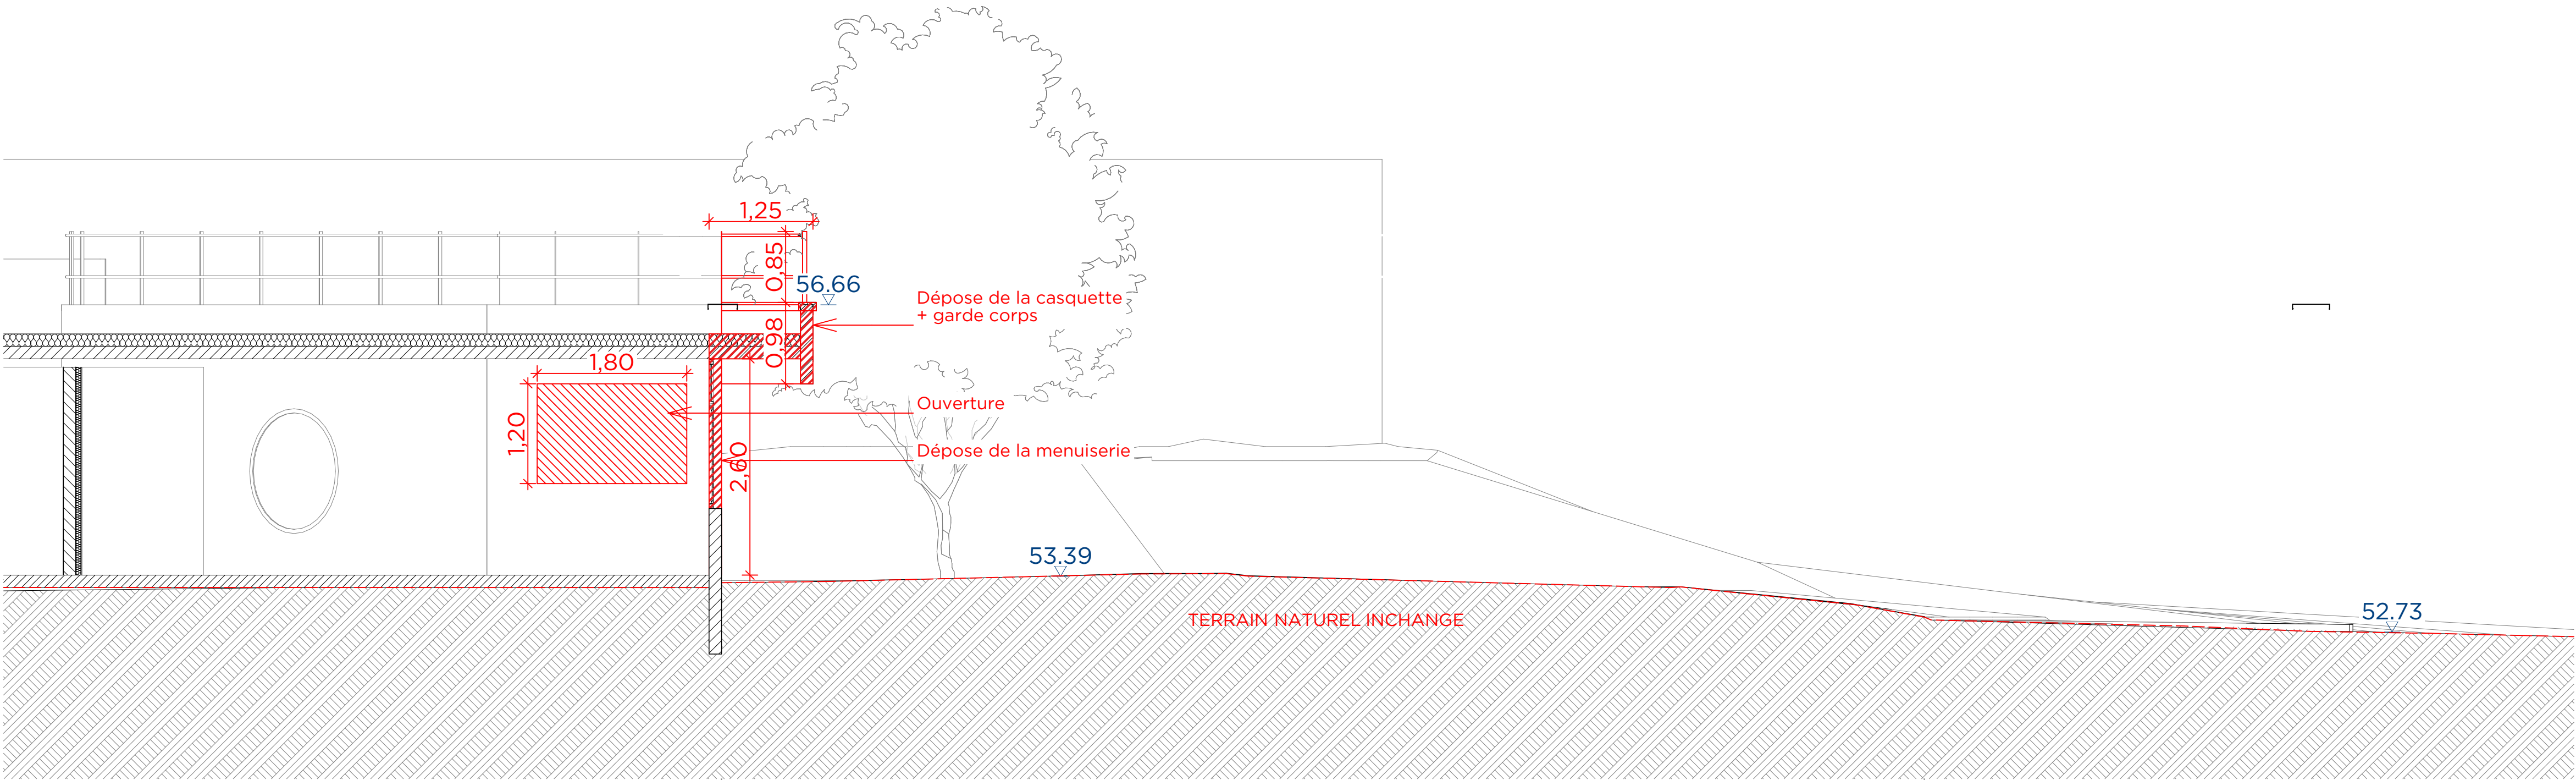 1,25
0,85
56.66
Dépose de la casquette
+ garde corps
0,98
1,80
Ouverture
1,20
Dépose de la menuiserie
2,60
53.39
52.73
TERRAIN NATUREL INCHANGE